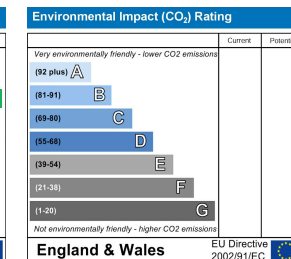 Environmental Impact (CO₂) Rating
Current
Very environmentally friendly - lower CO2 emissions
(92 plus) A
(81-91) B
(69-80) C
(55-68) D
(39-54) E
(21-38) F
(1-20) G
Not environmentally friendly - higher CO2 emissions
England & Wales
EU Directive
2002/91/EC